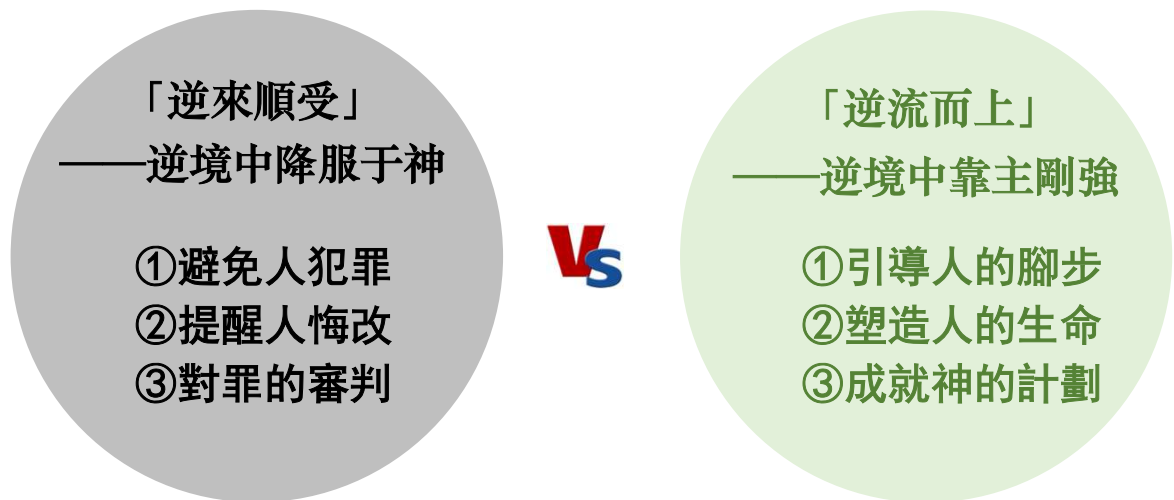 「逆來順受」
——逆境中降服于神
①避免人犯罪
②提醒人悔改
③對罪的審判
VS
「逆流而上」
——逆境中靠主剛強
①引導人的腳步
②塑造人的生命
③成就神的計劃